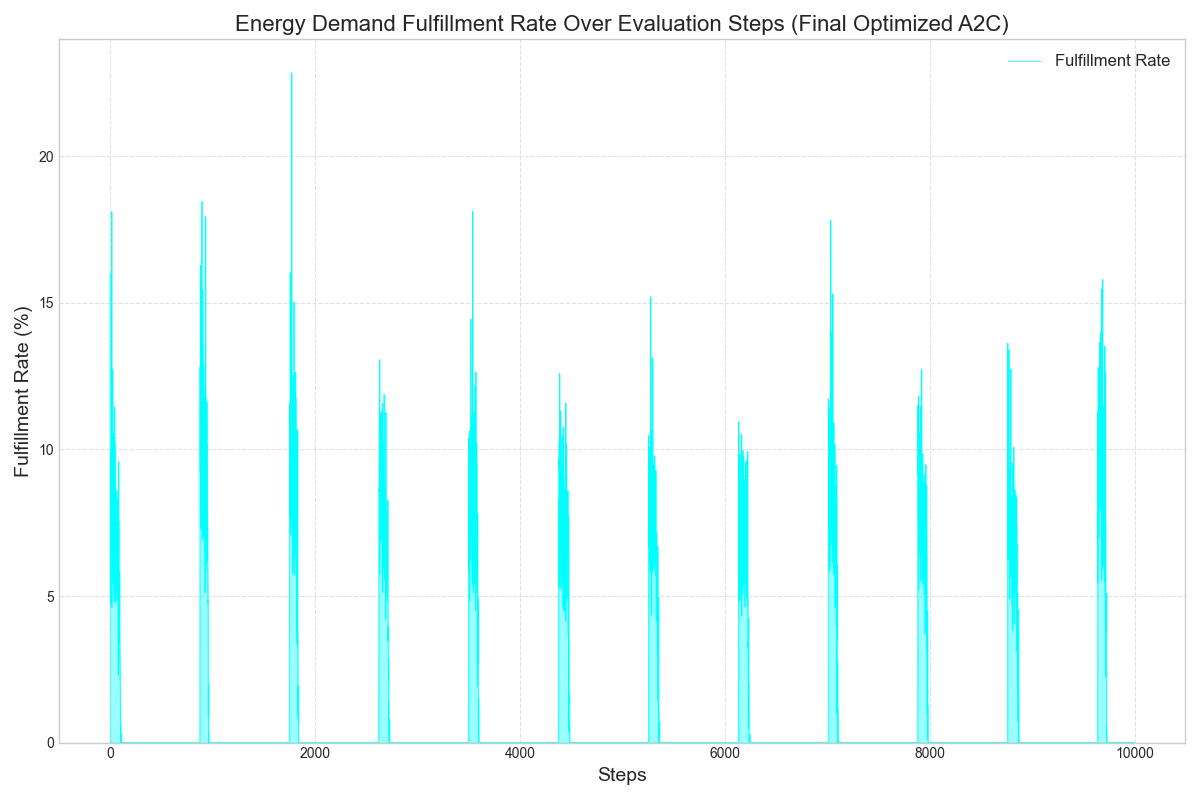 Energy Demand Fulfillment Rate Over Evaluation Steps (Final Optimized A2C)
Fulfillment Rate
Fulfillment Rate (%)
20
15
10
5
0
0 2000 4000 6000 8000 10000
Steps